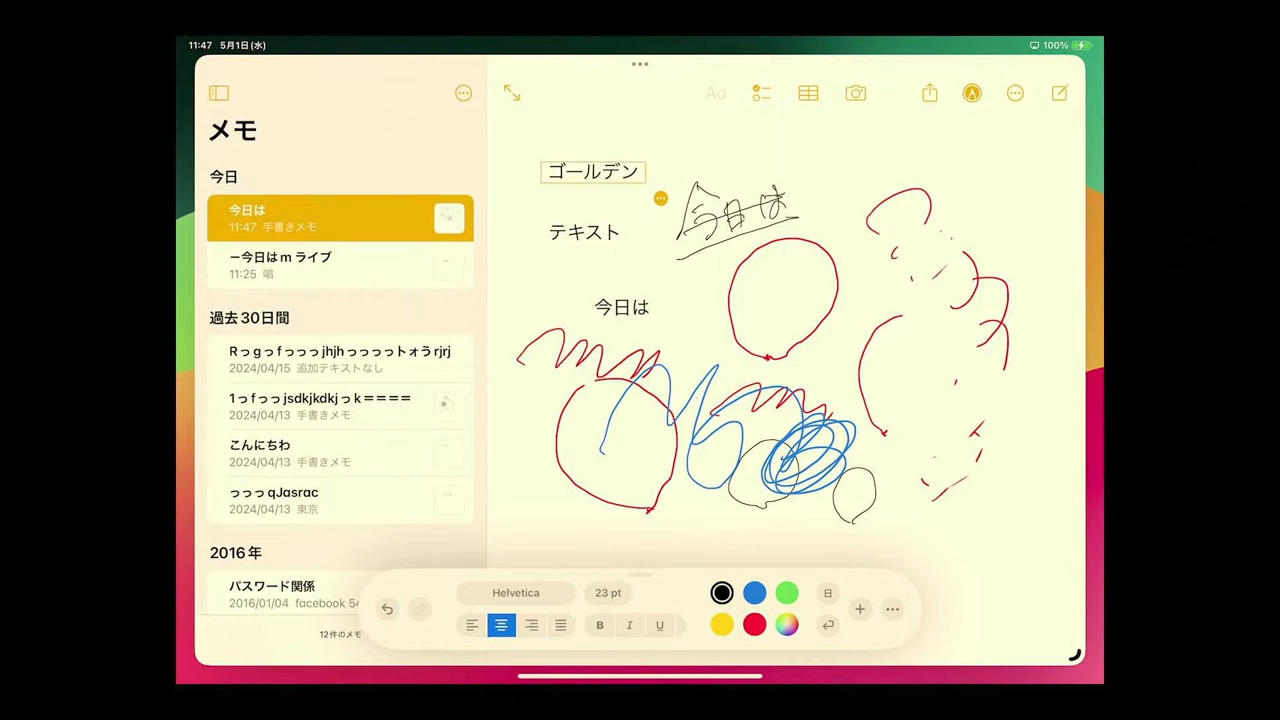 11:47 5月1日(水)
100%
メモ
今日
今日は
11:47 手書きメモ
ー今日はmライブ
11:25 唱
過去30日間
Rっgっfっっっjhjhっっっっトォうrjrj
2024/04/15 追加テキストなし
1っfっっjsdkjkdkjっk====
2024/04/13 手書きメモ
こんにちわ
2024/04/13 手書きメモ
っっっqJasrac
2024/04/13 東京
2016年
パスワード関係
2016/01/04 facebook 54
12件のメモ
Aa
ゴールデン
今日は
テキスト
今日は
Helvetica
23 pt
B I U